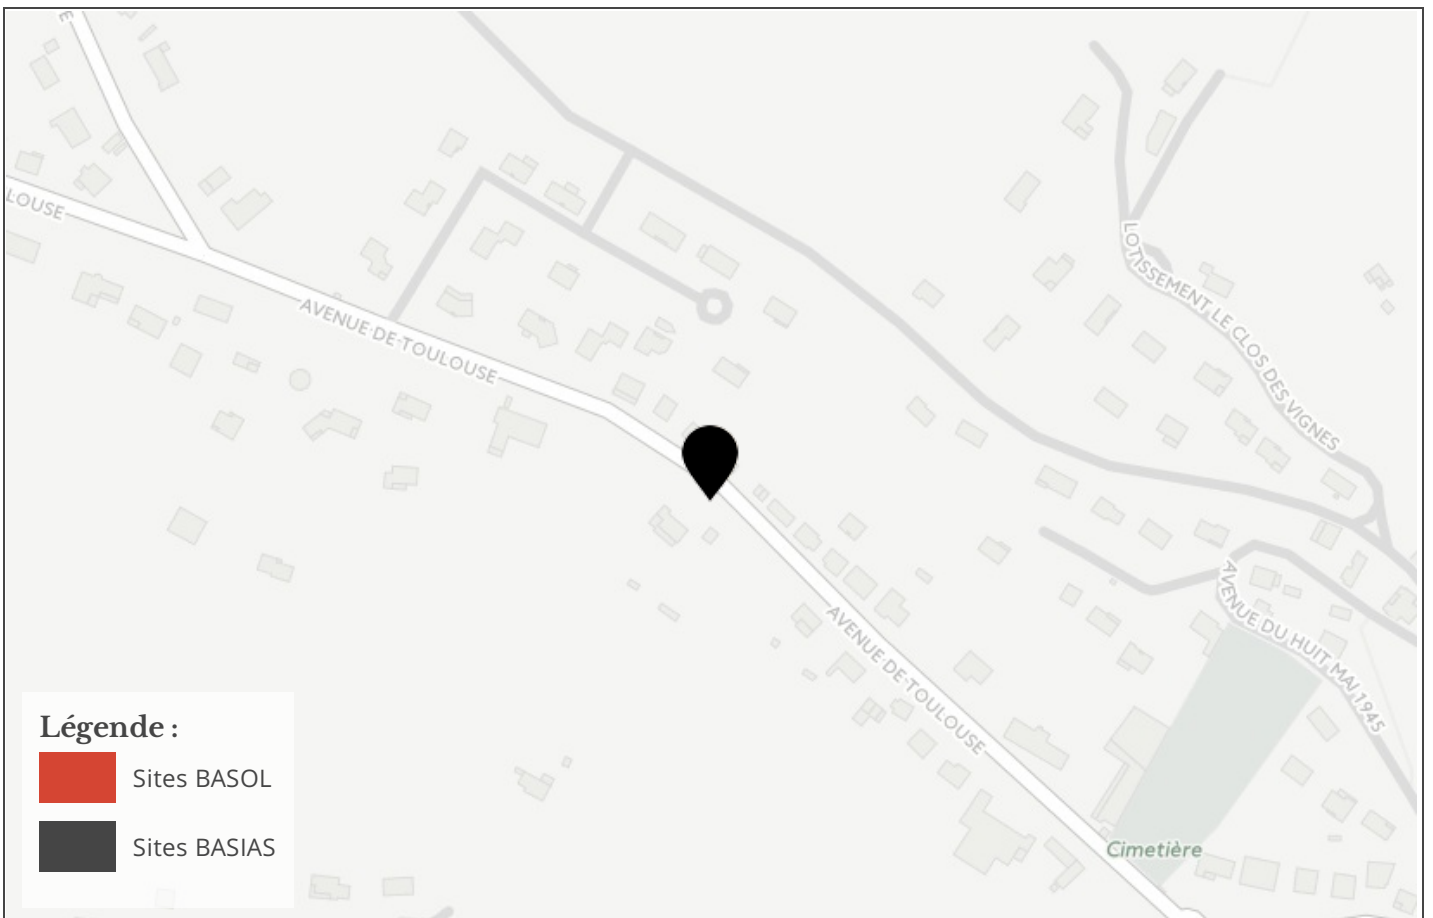 E
LOUSE
AVENUE DE TOULOUSE
LOTISSEMENT LE CLOS DES VIGNES
AVENUE DU HUIT MAI 1945
AVENUE DE TOULOUSE
Cimetière
Légende :
Sites BASOL
Sites BASIAS